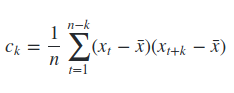 c_k = \frac{1}{n} \sum_{t=1}^{n-k} (x_t − \bar{x})(x_{t+k} − \bar{x})